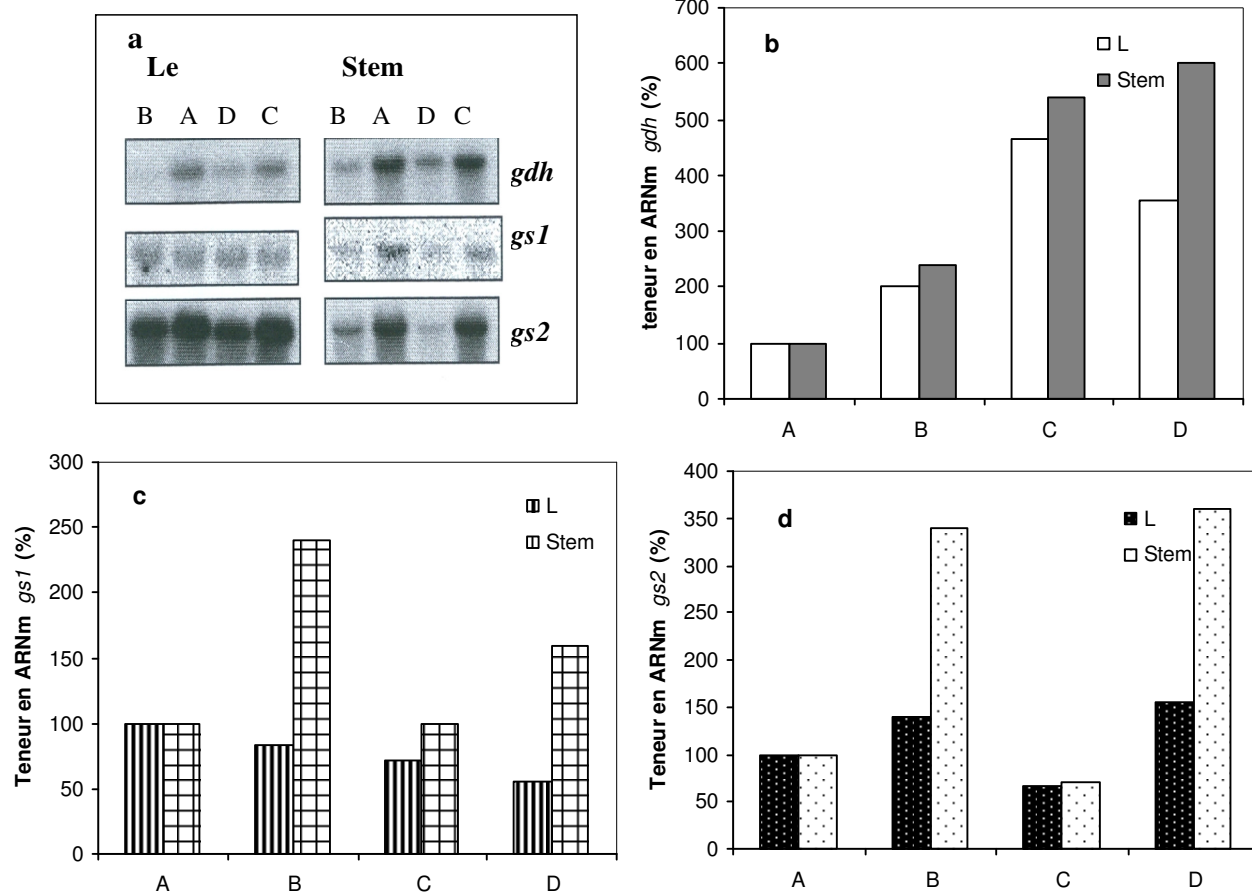 a
Le Stem
B A D C B A D C
gdh
gs1
gs2
700
600
500
400
300
200
100
0
teneur en ARNm gdh (%)
b
L
Stem
A B C D
300
250
200
150
100
50
0
Teneur en ARNm gs1 (%)
c
L
Stem
A B C D
400
350
300
250
200
150
100
50
0
Teneur en ARNm gs2 (%)
d
L
Stem
A B C D